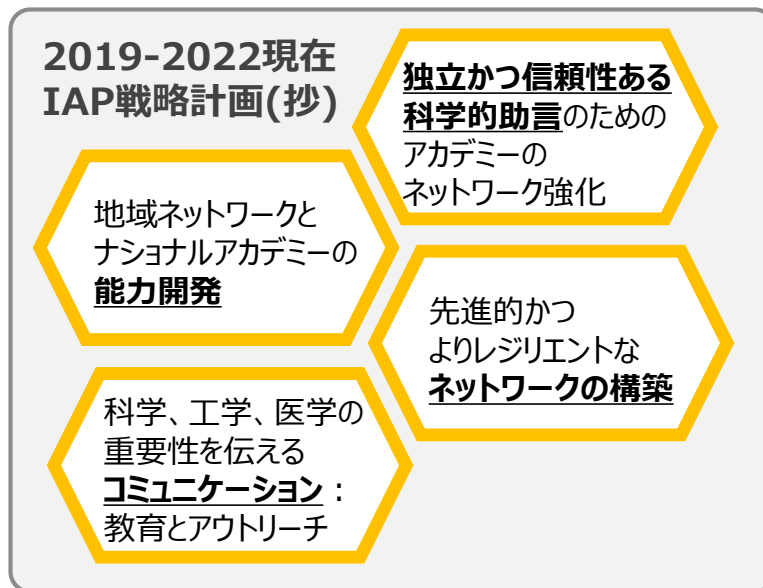 2019-2022現在
IAP戦略計画(抄)
独立かつ信頼性ある
科学的助言のための
アカデミーの
ネットワーク強化
地域ネットワークと
ナショナルアカデミーの
能力開発
先進的かつ
よりレジリエントな
ネットワークの構築
科学、工学、医学の
重要性を伝える
コミュニケーション：
教育とアウトリーチ